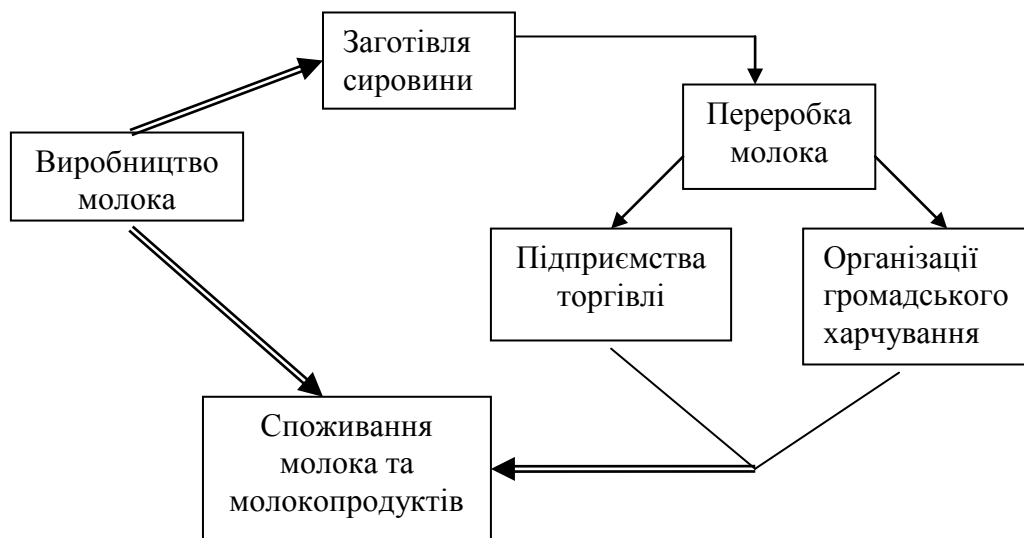 Заготівля
сировини
Переробка
молока
Виробництво
молока
Підприємства
торгівлі
Організації
громадського
харчування
Споживання
молока та
молокопродуктів